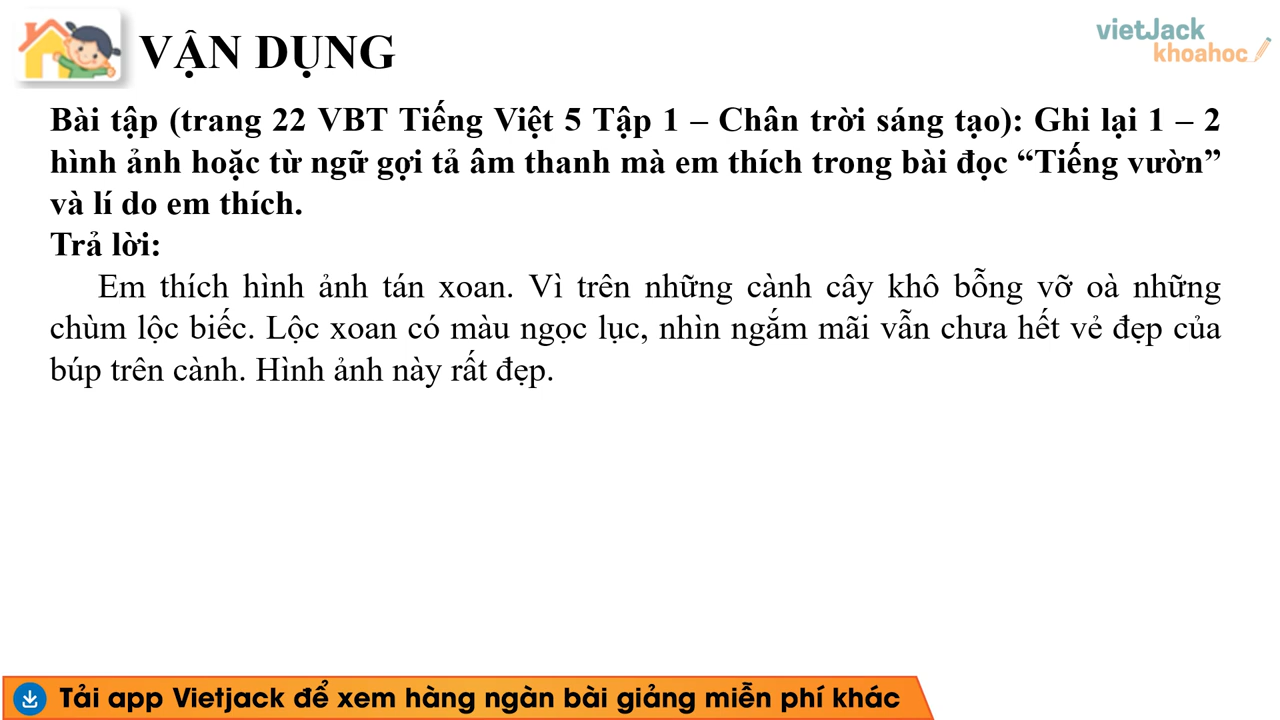 VẬN DỤNG
vietJack
khoahoc
Bài tập (trang 22 VBT Tiếng Việt 5 Tập 1 – Chân trời sáng tạo): Ghi lại 1 – 2
hình ảnh hoặc từ ngữ gợi tả âm thanh mà em thích trong bài đọc “Tiếng vườn”
và lí do em thích.
Trả lời:
Em thích hình ảnh tán xoan. Vì trên những cành cây khô bỗng vỡ oà những
chùm lộc biếc. Lộc xoan có màu ngọc lục, nhìn ngắm mãi vẫn chưa hết vẻ đẹp của
búp trên cành. Hình ảnh này rất đẹp.
Tải app Vietjack để xem hàng ngàn bài giảng miễn phí khác